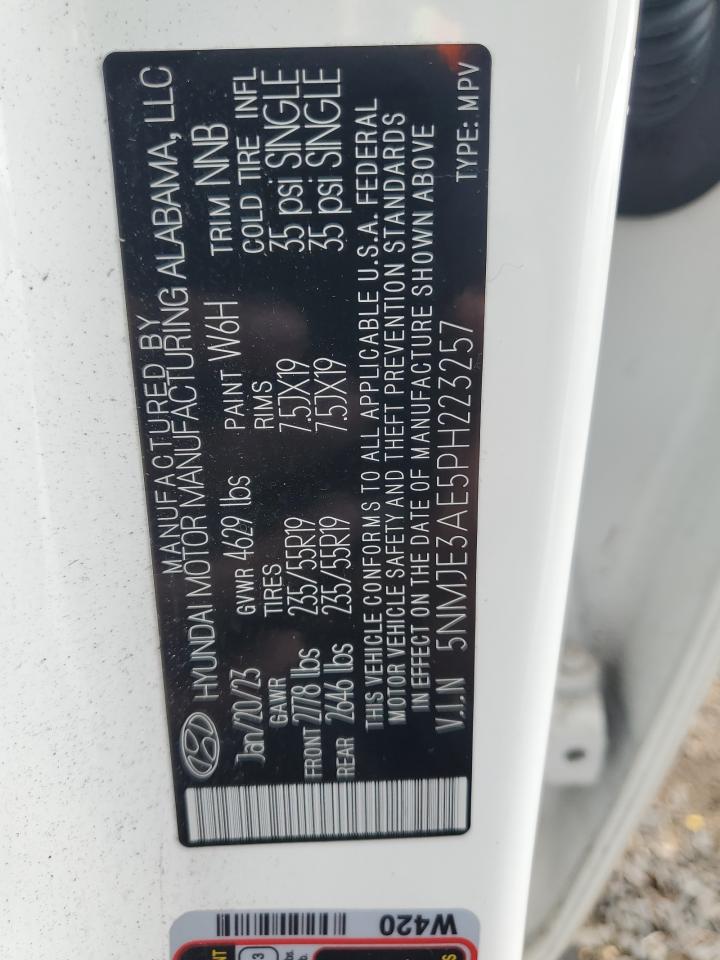 MANUFACTURED BY
HYUNDAI MOTOR MANUFACTURING ALABAMA, LLC
Jan/20/23 GVWR 4629 lbs PAINT W6H TRIM NNB
GAWR TIRES RIMS COLD TIRE INFL
FRONT 2778 lbs 235/55R19 7.5JX19 35 psi SINGLE
REAR 2646 lbs 235/55R19 7.5JX19 35 psi SINGLE
THIS VEHICLE CONFORMS TO ALL APPLICABLE U.S.A. FEDERAL
MOTOR VEHICLE SAFETY AND THEFT PREVENTION STANDARDS
IN EFFECT ON THE DATE OF MANUFACTURE SHOWN ABOVE
V.I.N 5NMJE3AE5PH223257 TYPE: MPV
W420